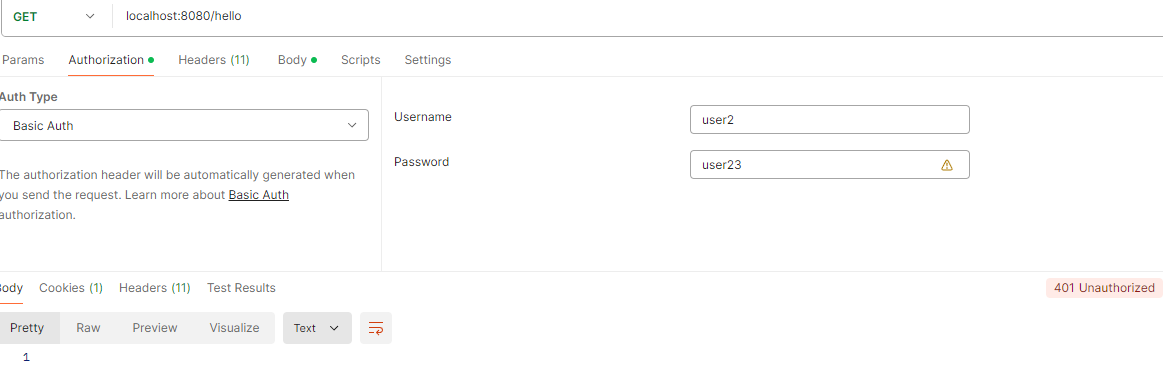 GET localhost:8080/hello
Params Authorization Headers (11) Body Scripts Settings
Auth Type
Basic Auth
The authorization header will be automatically generated when
you send the request. Learn more about Basic Auth
authorization.
Username user2
Password user23
Body Cookies (1) Headers (11) Test Results 401 Unauthorized
Pretty Raw Preview Visualize Text
1